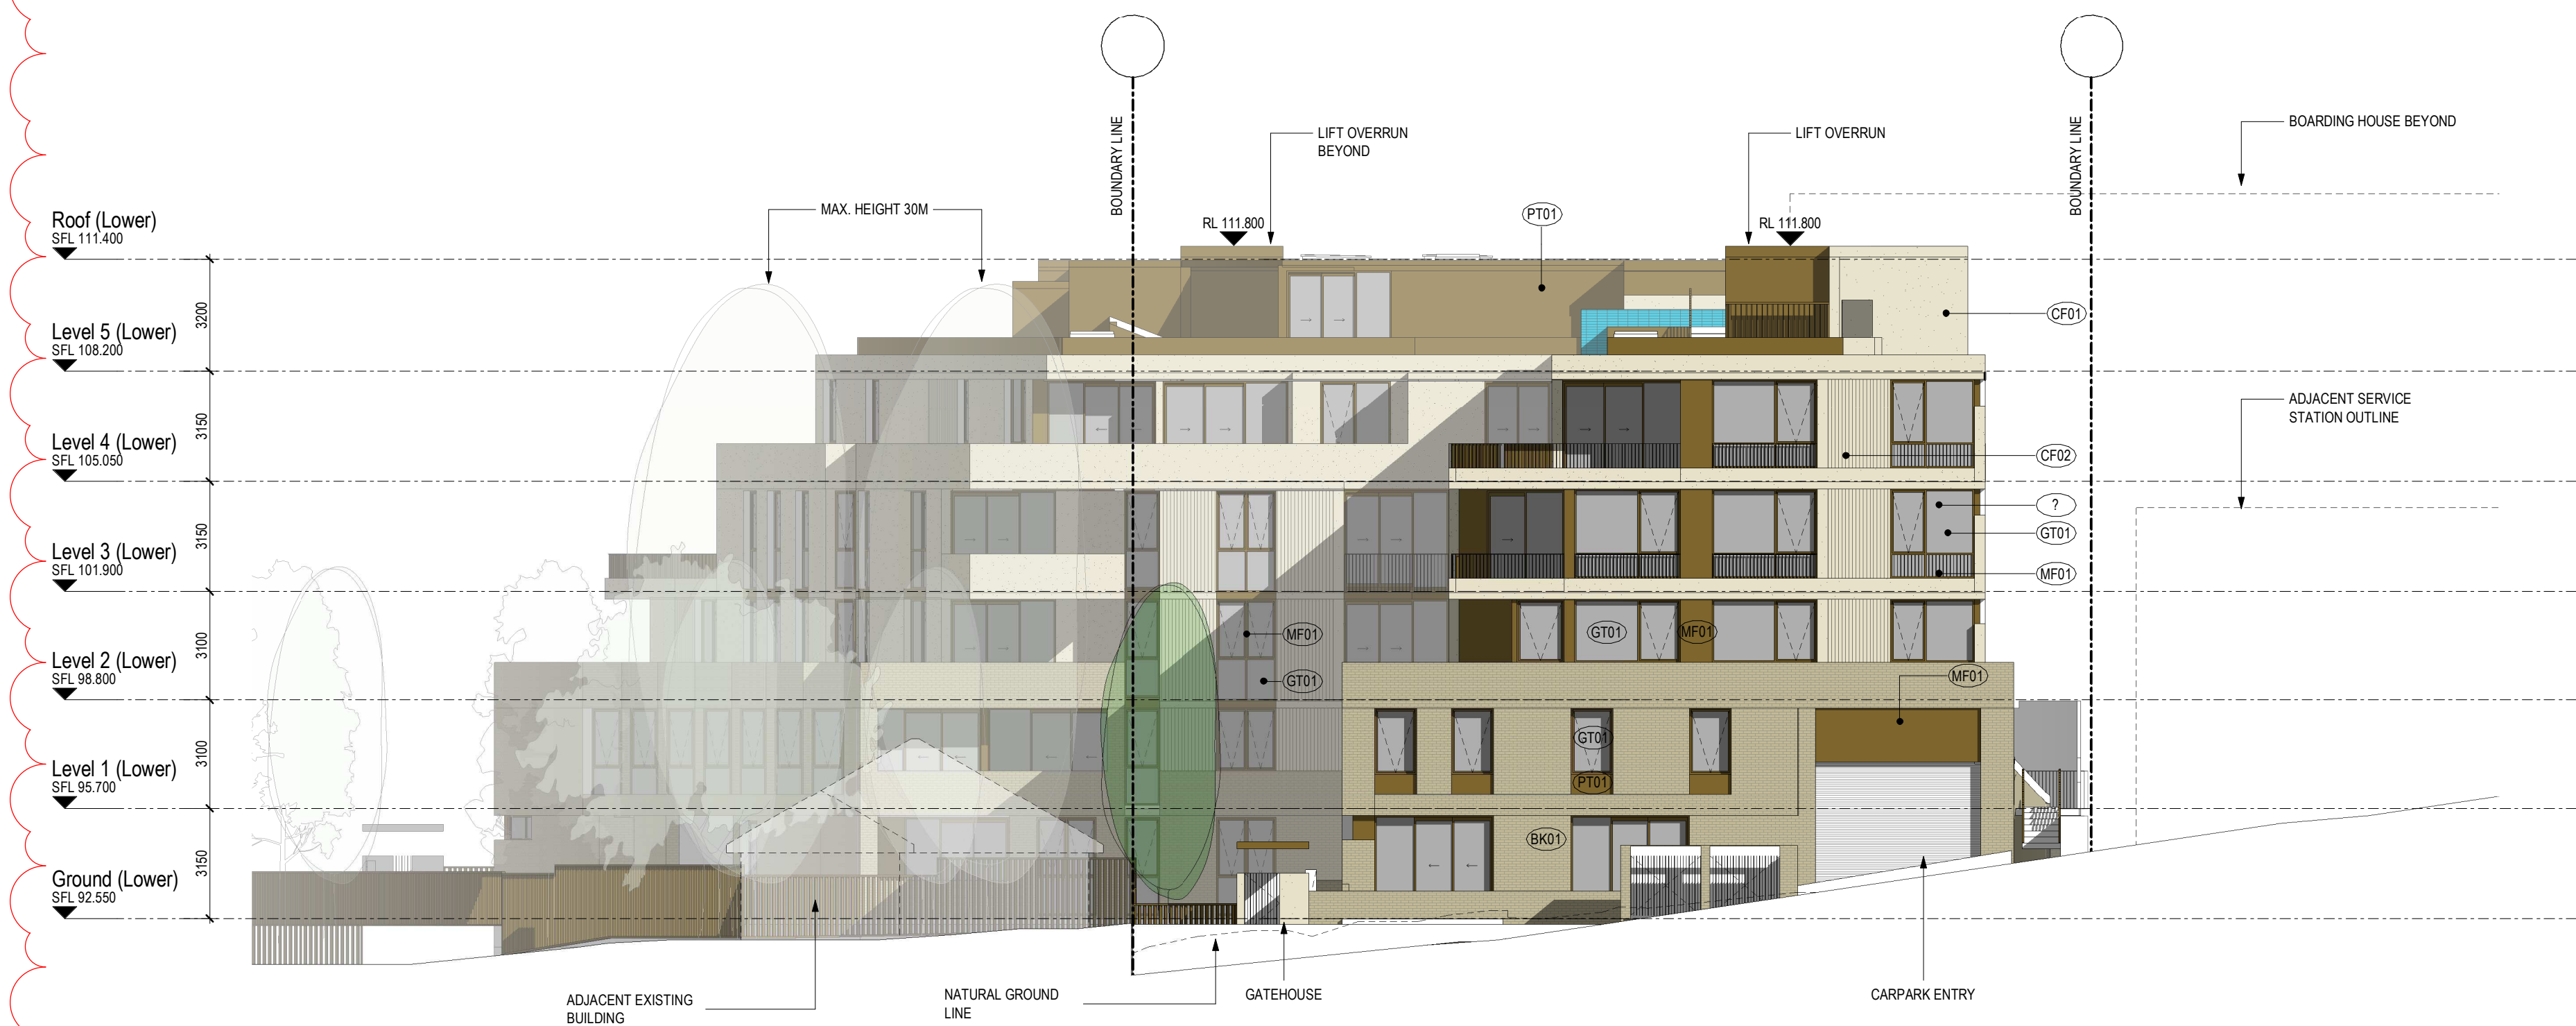 BOUNDARY LINE
BOUNDARY LINE
LIFT OVERRUN
BEYOND
LIFT OVERRUN
BOARDING HOUSE BEYOND
MAX. HEIGHT 30M
RL 111.800
RL 111.800
PT01
Roof (Lower)
SFL 111.400
3200
CF01
Level 5 (Lower)
SFL 108.200
3150
ADJACENT SERVICE
STATION OUTLINE
Level 4 (Lower)
SFL 105.050
CF02
3150
?
GT01
MF01
Level 3 (Lower)
SFL 101.900
3100
MF01
GT01
MF01
Level 2 (Lower)
SFL 98.800
GT01
MF01
3100
GT01
PT01
Level 1 (Lower)
SFL 95.700
3150
BK01
Ground (Lower)
SFL 92.550
ADJACENT EXISTING
BUILDING
NATURAL GROUND
LINE
GATEHOUSE
CARPARK ENTRY